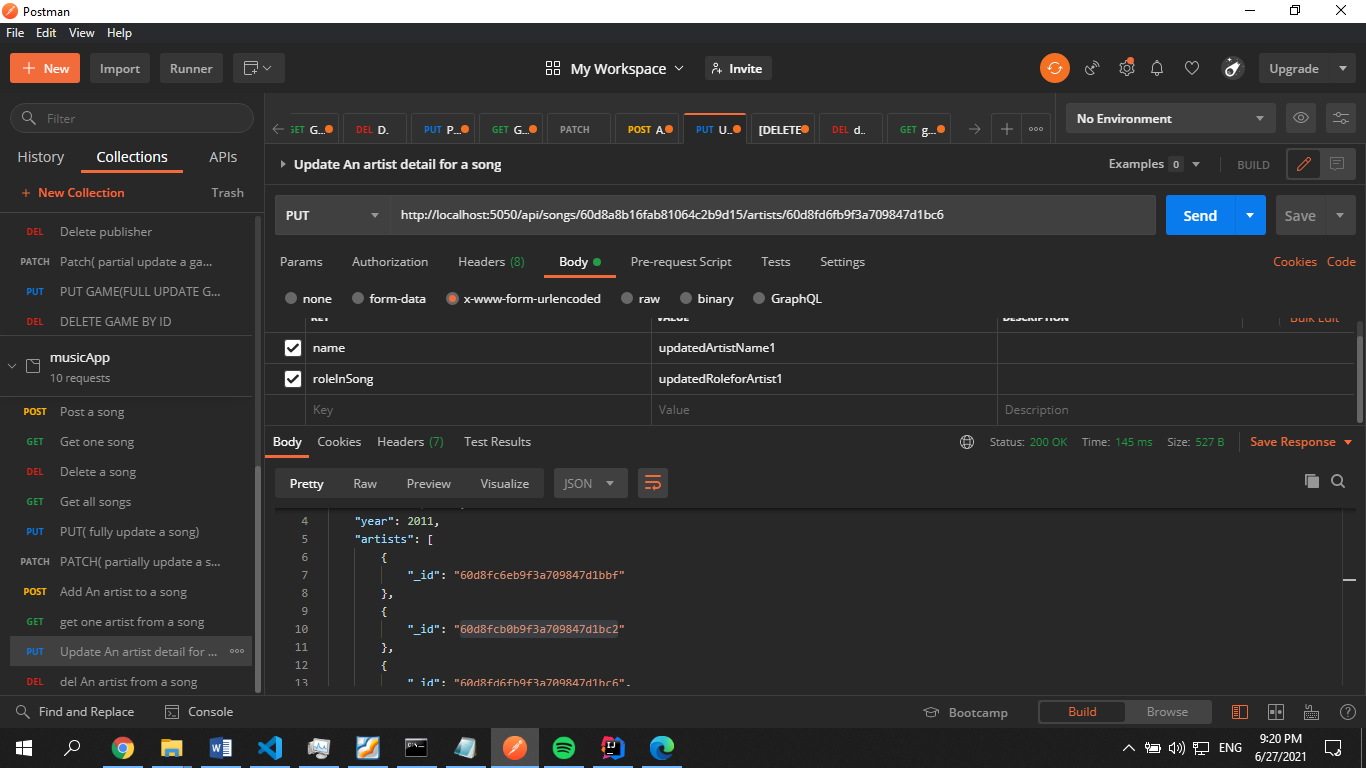 Postman
File Edit View Help
+ New Import Runner My Workspace Invite Upgrade
Filter
GET G... DEL D. PUT P... GET G... PATCH POST A. PUT U... [DELETE DEL d.. GET g... No Environment
History Collections APIs
Update An artist detail for a song Examples 0 BUILD
+ New Collection Trash
PUT http://localhost:5050/api/songs/60d8a8b16fab81064c2b9d15/artists/60d8fd6fb9f3a709847d1bc6 Send Save
DEL Delete publisher
PATCH Patch( partial update a ga...
PUT PUT GAME(FULL UPDATE G...
DEL DELETE GAME BY ID
musicApp
10 requests
POST Post a song
GET Get one song
DEL Delete a song
GET Get all songs
PUT PUT( fully update a song)
PATCH PATCH( partially update a s...
POST Add An artist to a song
GET get one artist from a song
PUT Update An artist detail for ...
DEL del An artist from a song
Params Authorization Headers (8) Body Pre-request Script Tests Settings Cookies Code
none form-data x-www-form-urlencoded raw binary GraphQL
KEY VALUE DESCRIPTION Bulk Edit
name updatedArtistName1
roleInSong updatedRoleforArtist1
Key Value Description
Body Cookies Headers (7) Test Results Status: 200 OK Time: 145 ms Size: 527 B Save Response
Pretty Raw Preview Visualize JSON
4 "year": 2011,
5 "artists": [
6 {
7 "_id": "60d8fc6eb9f3a709847d1bbf"
8 },
9 {
10 "_id": "60d8fcb0b9f3a709847d1bc2"
11 },
12 {
13 "_id": "60d8fd6fb9f3a709847d1bc6",
Find and Replace Console Bootcamp Build Browse
ENG
9:20 PM
6/27/2021